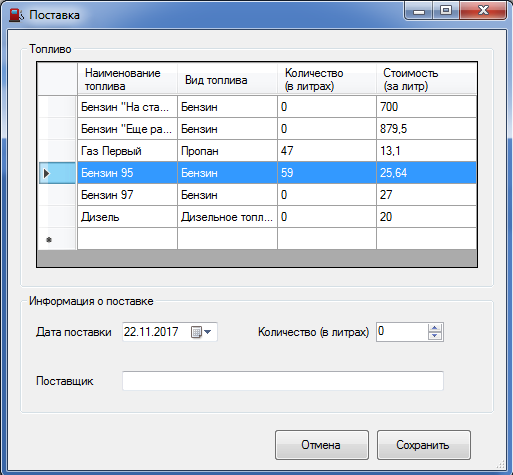 Поставка
Топливо
Наименование топлива Вид топлива Количество (в литрах) Стоимость (за литр)
Бензин "На ста... Бензин 0 700
Бензин "Еще ра... Бензин 0 879,5
Газ Первый Пропан 47 13,1
Бензин 95 Бензин 59 25,64
Бензин 97 Бензин 0 27
Дизель Дизельное топл... 0 20
Информация о поставке
Дата поставки 22.11.2017 Количество (в литрах) 0
Поставщик
Отмена Сохранить